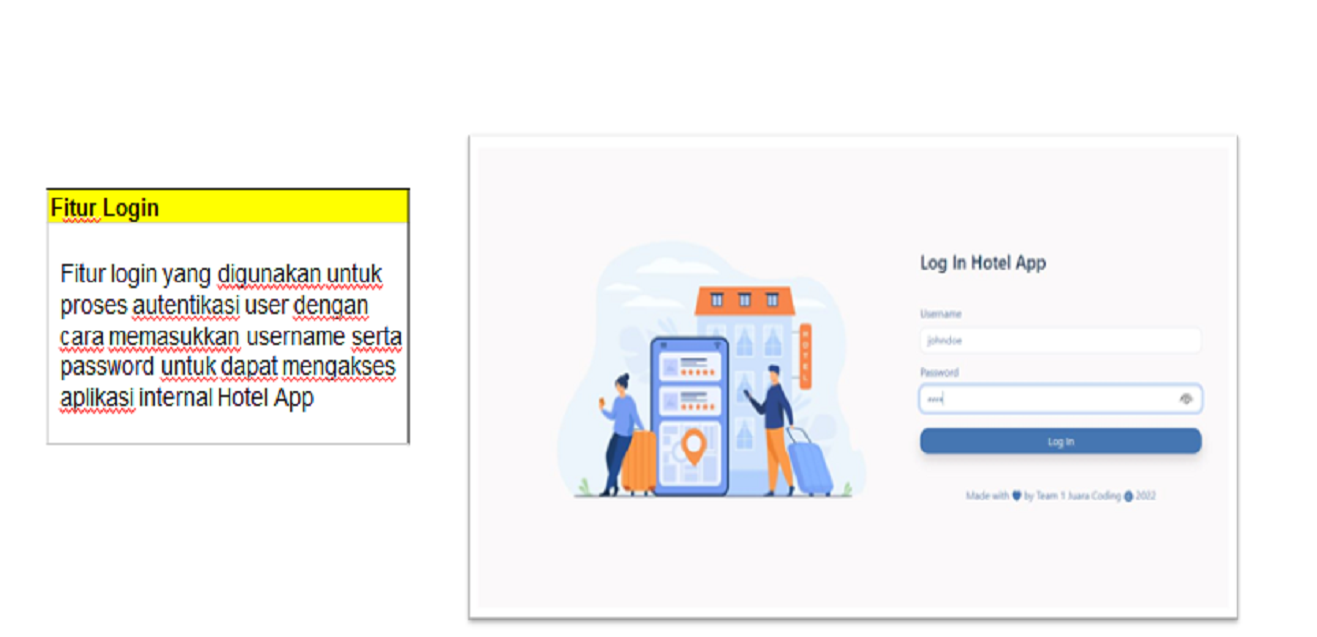 Fitur Login
Fitur login yang digunakan untuk
proses autentikasi user dengan
cara memasukkan username serta
password untuk dapat mengakses
aplikasi internal Hotel App
HOTEL
Log In Hotel App
Username
johndoe
Password
Log In
Made with by Team 1 Juara Coding 2022